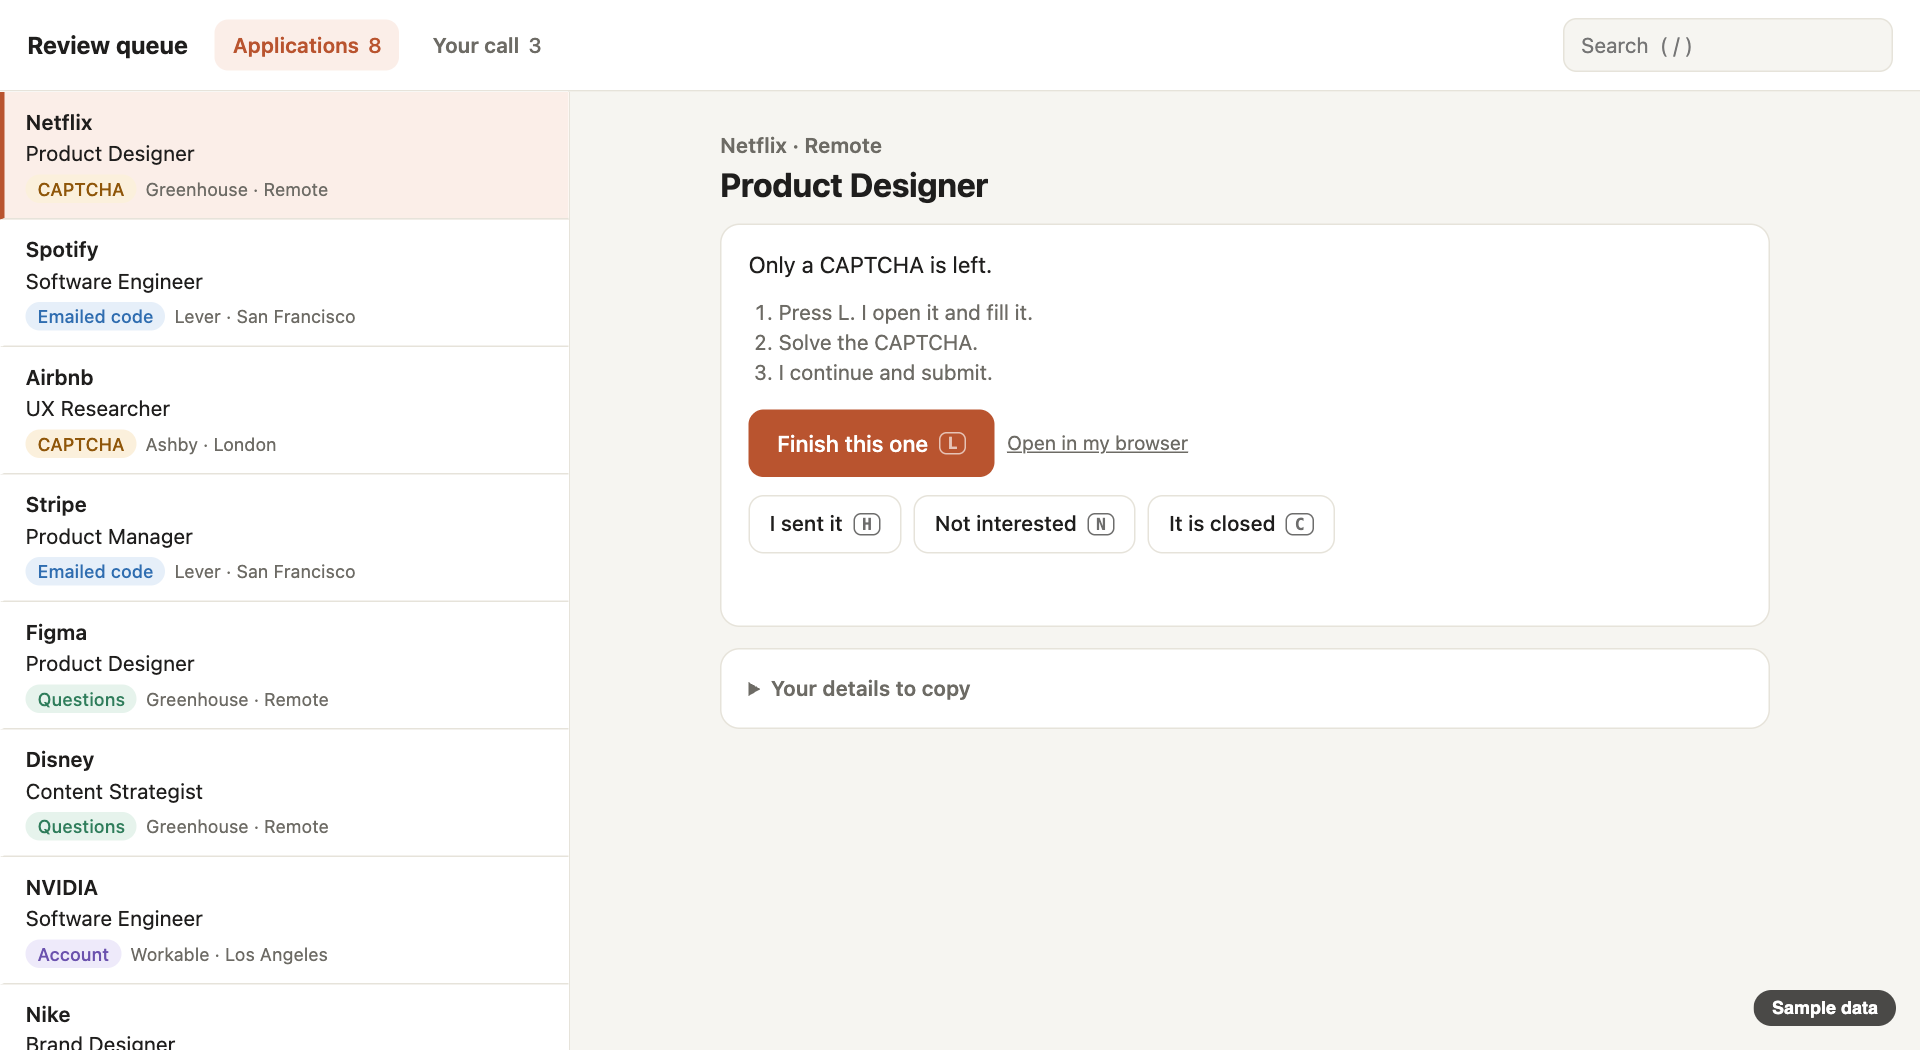 Review queue
Applications 8
Your call 3
Search (/)
Netflix
Product Designer
CAPTCHA Greenhouse · Remote
Spotify
Software Engineer
Emailed code Lever · San Francisco
Airbnb
UX Researcher
CAPTCHA Ashby · London
Stripe
Product Manager
Emailed code Lever · San Francisco
Figma
Product Designer
Questions Greenhouse · Remote
Disney
Content Strategist
Questions Greenhouse · Remote
NVIDIA
Software Engineer
Account Workable · Los Angeles
Nike
Brand Designer
Netflix · Remote
Product Designer
Only a CAPTCHA is left.
1. Press L. I open it and fill it.
2. Solve the CAPTCHA.
3. I continue and submit.
Finish this one L
Open in my browser
I sent it H
Not interested N
It is closed C
Your details to copy
Sample data